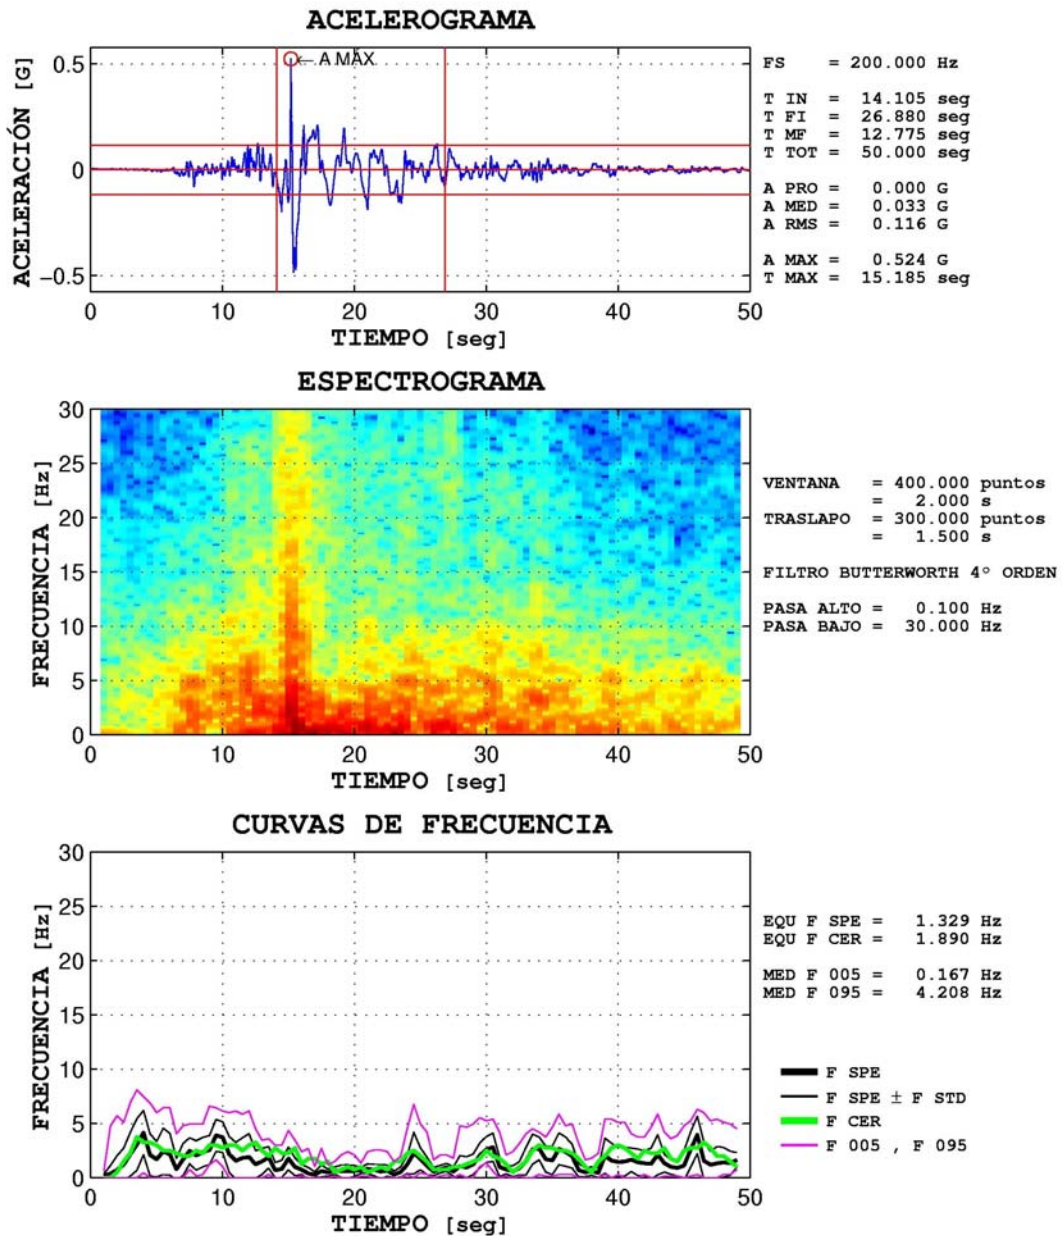 ACELEROGRAMA
ACELERACIÓN [G]
0.5
0
−0.5
← A MÁX
0 10 20 30 40 50
TIEMPO [seg]
FS = 200.000 Hz
T IN = 14.105 seg
T FI = 26.880 seg
T MF = 12.775 seg
T TOT = 50.000 seg
A PRO = 0.000 G
A MED = 0.033 G
A RMS = 0.116 G
A MAX = 0.524 G
T MAX = 15.185 seg
ESPECTROGRAMA
FRECUENCIA [Hz]
30
25
20
15
10
5
0
0 10 20 30 40 50
TIEMPO [seg]
VENTANA = 400.000 puntos
= 2.000 s
TRASLAPO = 300.000 puntos
= 1.500 s
FILTRO BUTTERWORTH 4° ORDEN
PASA ALTO = 0.100 Hz
PASA BAJO = 30.000 Hz
CURVAS DE FRECUENCIA
FRECUENCIA [Hz]
30
25
20
15
10
5
0
0 10 20 30 40 50
TIEMPO [seg]
EQU F SPE = 1.329 Hz
EQU F CER = 1.890 Hz
MED F 005 = 0.167 Hz
MED F 095 = 4.208 Hz
F SPE
F SPE ± F STD
F CER
F 005 , F 095